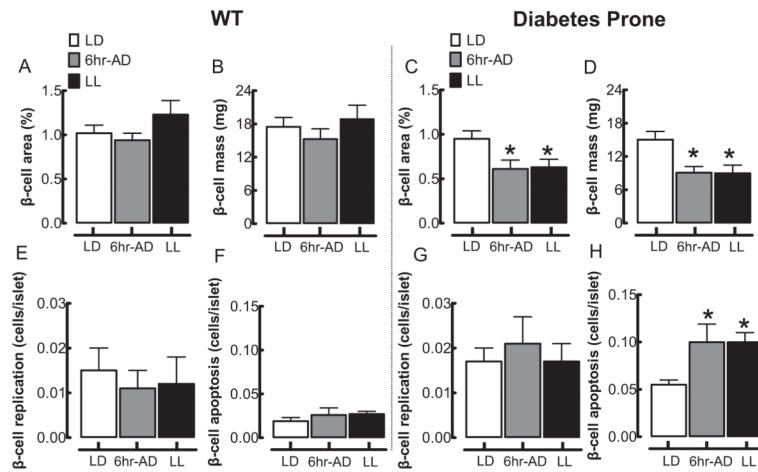 WT
Diabetes Prone
LD
6hr-AD
LL
LD
6hr-AD
LL
A
β-cell area (%)
1.5
1.0
0.5
0.0
LD 6hr-AD LL
B
β-cell mass (mg)
24
18
12
6
0
LD 6hr-AD LL
C
β-cell area (%)
1.5
1.0
0.5
0.0
* *
LD 6hr-AD LL
D
β-cell mass (mg)
24
18
12
6
0
* *
LD 6hr-AD LL
E
β-cell replication (cells/islet)
0.03
0.02
0.01
0.00
LD 6hr-AD LL
F
β-cell apoptosis (cells/islet)
0.15
0.10
0.05
0.00
LD 6hr-AD LL
G
β-cell replication (cells/islet)
0.03
0.02
0.01
0.00
LD 6hr-AD LL
H
β-cell apoptosis (cells/islet)
0.15
0.10
0.05
0.00
* *
LD 6hr-AD LL